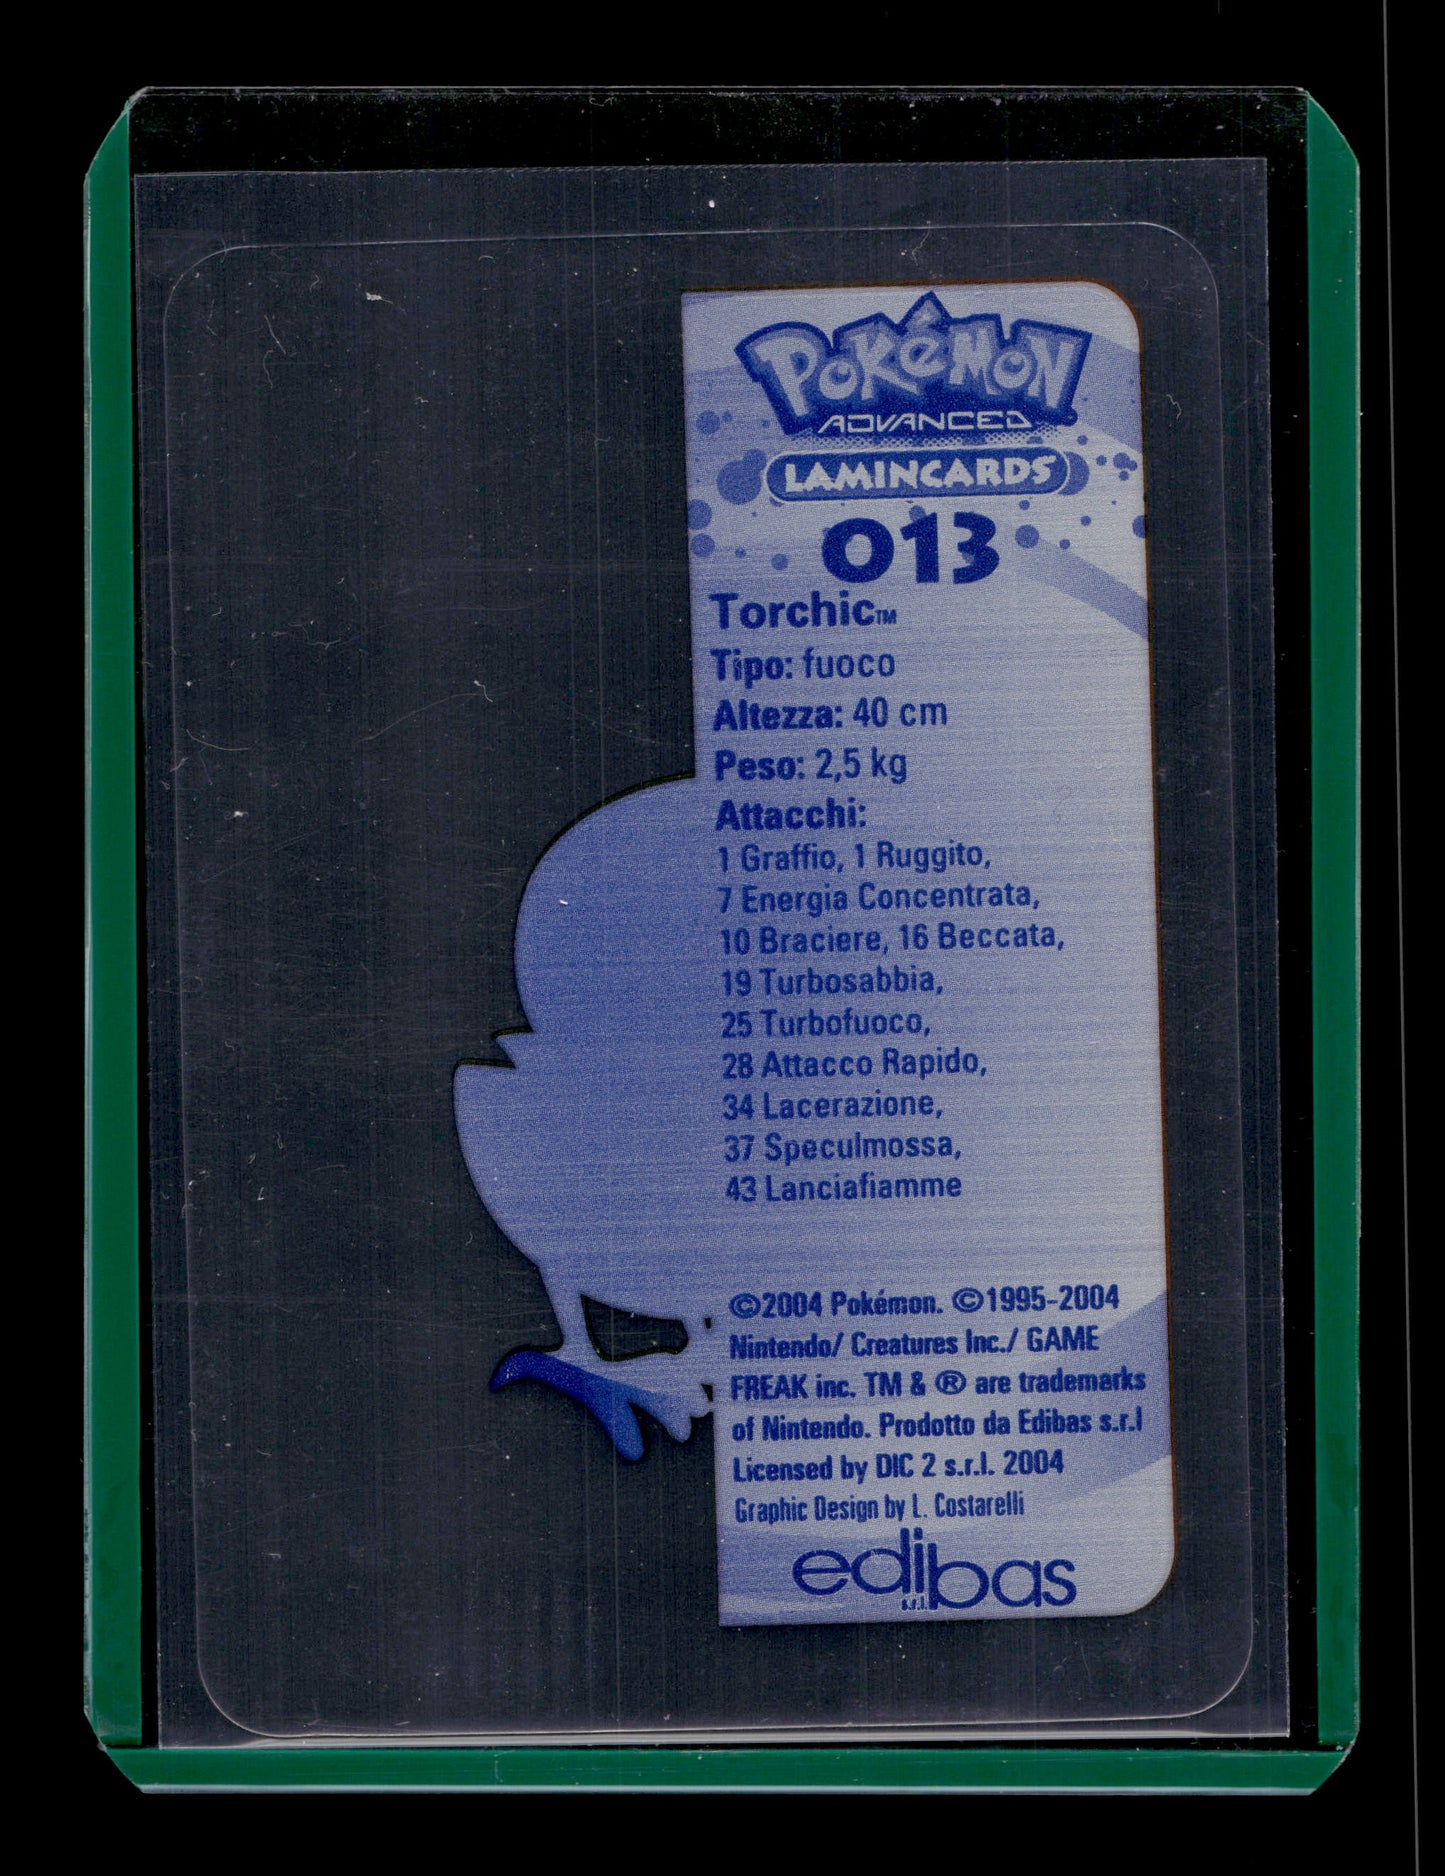 POKéMON
ADVANCED
LAMINCARDS
013
Torchic™
Tipo: fuoco
Altezza: 40 cm
Peso: 2,5 kg
Attacchi:
1 Graffio, 1 Ruggito,
7 Energia Concentrata,
10 Braciere, 16 Beccata,
19 Turbosabbia,
25 Turbofuoco,
28 Attacco Rapido,
34 Lacerazione,
37 Speculmossa,
43 Lanciafiamme
©2004 Pokémon. ©1995-2004
Nintendo/ Creatures Inc./ GAME
FREAK inc. TM & ® are trademarks
of Nintendo. Prodotto da Edibas s.r.l
Licensed by DIC 2 s.r.l. 2004
Graphic Design by L. Costarelli
edibas
s.r.l.